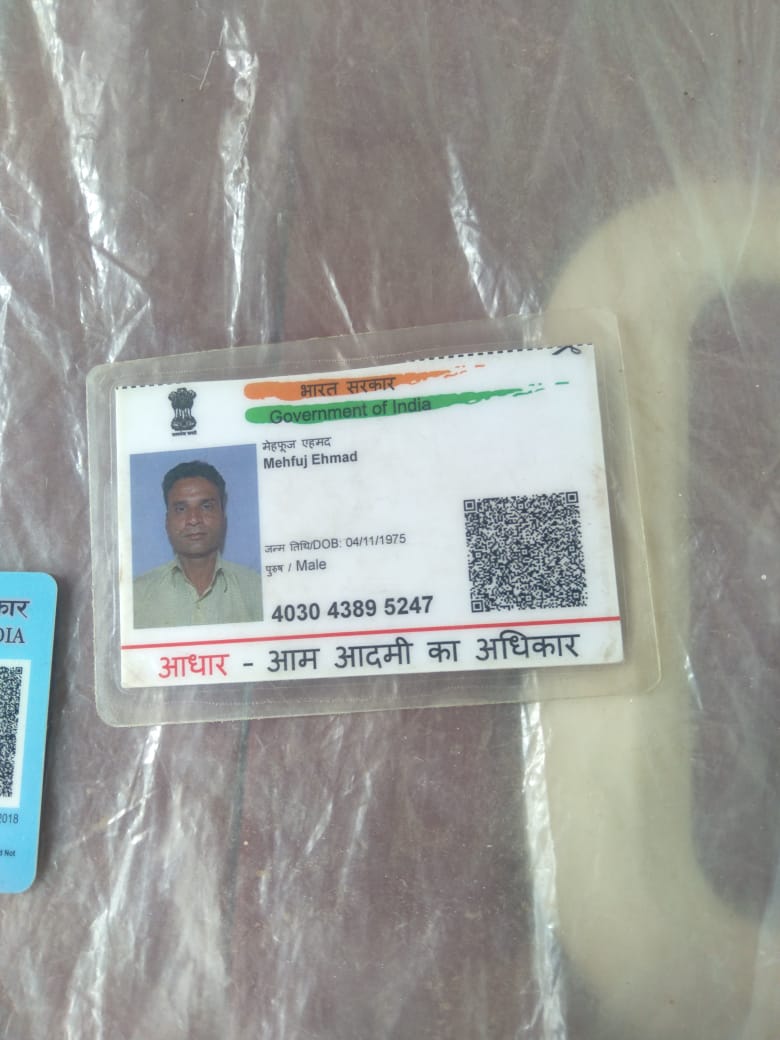 भारत सरकार
Government of India
मेहफूज एहमद
Mehfuj Ehmad
जन्म तिथि/DOB: 04/11/1975
पुरुष / Male
4030 4389 5247
आधार - आम आदमी का अधिकार
DIA
2018
Not